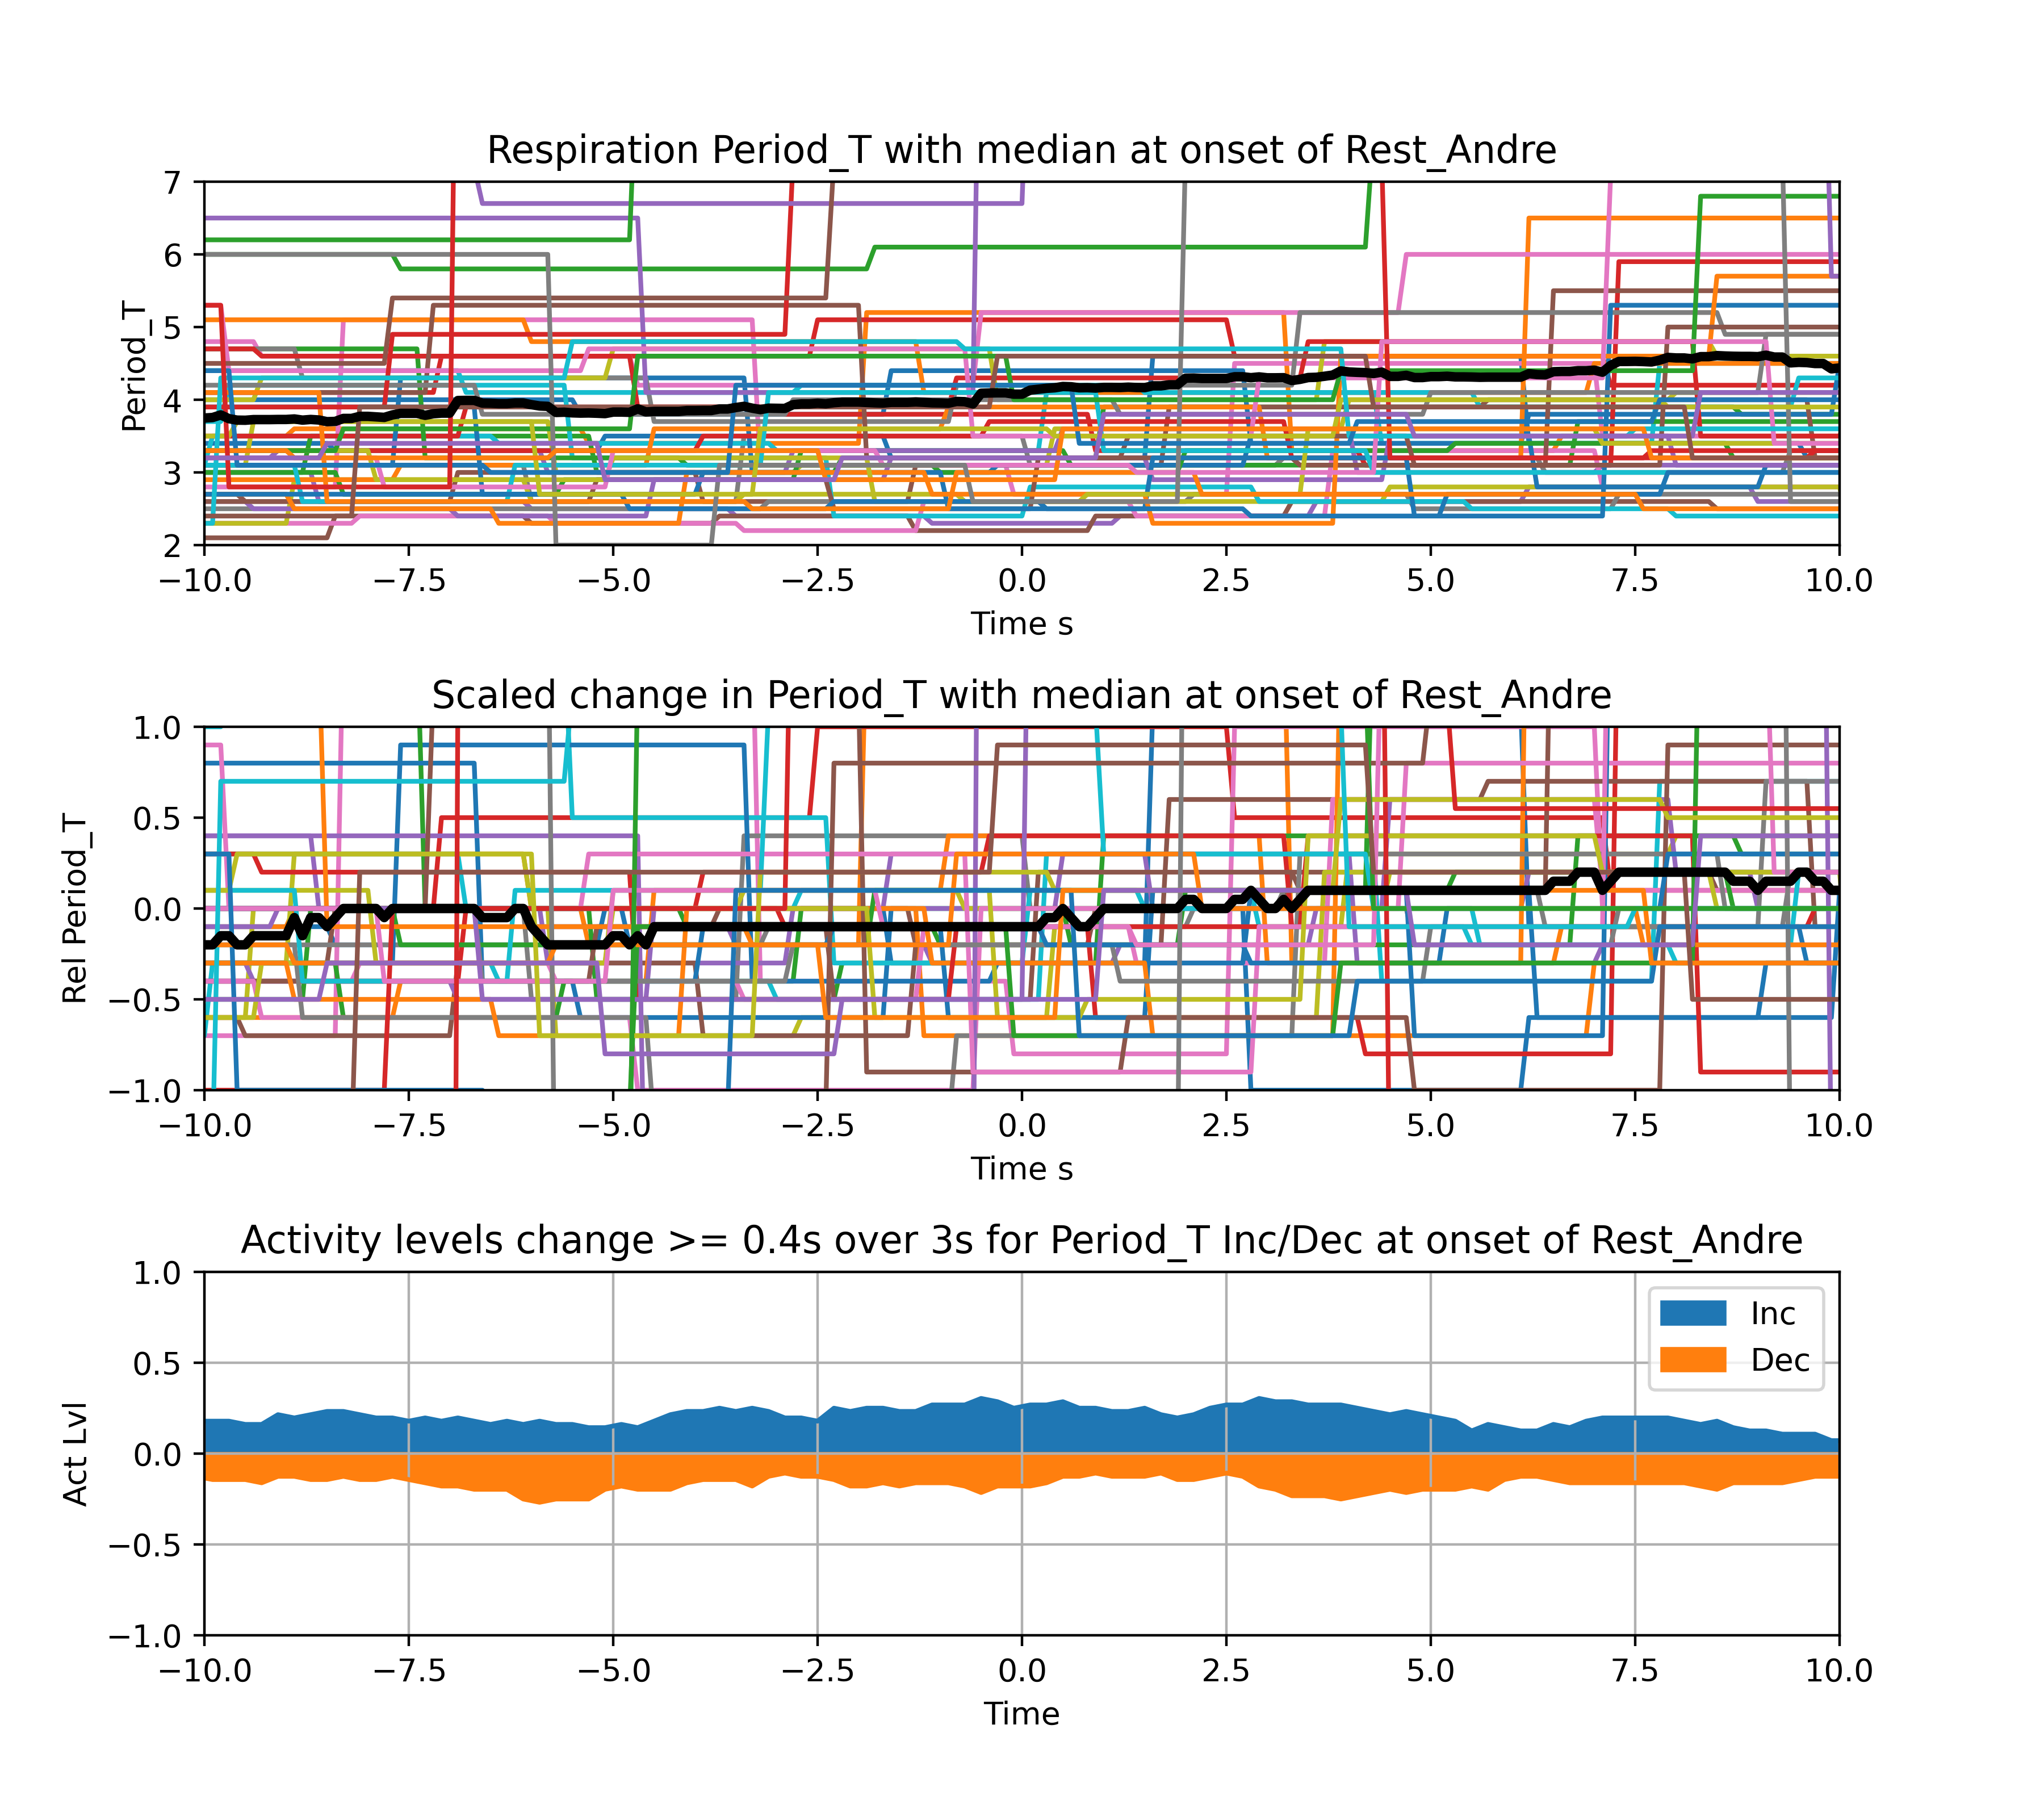 Respiration Period_T with median at onset of Rest_Andre
7
6
5
4
3
2
Period_T
−10.0 −7.5 −5.0 −2.5 0.0 2.5 5.0 7.5 10.0
Time s
Scaled change in Period_T with median at onset of Rest_Andre
1.0
0.5
0.0
−0.5
−1.0
Rel Period_T
−10.0 −7.5 −5.0 −2.5 0.0 2.5 5.0 7.5 10.0
Time s
Activity levels change >= 0.4s over 3s for Period_T Inc/Dec at onset of Rest_Andre
1.0
0.5
0.0
−0.5
−1.0
Act Lvl
Inc
Dec
−10.0 −7.5 −5.0 −2.5 0.0 2.5 5.0 7.5 10.0
Time